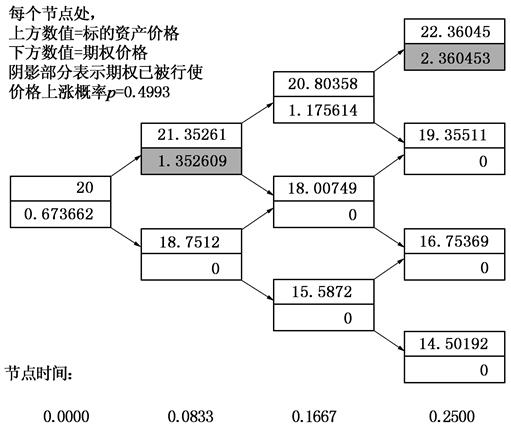 每个节点处，
上方数值=标的资产价格
下方数值=期权价格
阴影部分表示期权已被行使
价格上涨概率p=0.4993
22.36045
2.360453
20.80358
1.175614
21.35261
1.352609
19.35511
0
20
0.673662
18.00749
0
18.7512
0
16.75369
0
15.5872
0
14.50192
0
节点时间：
0.0000 0.0833 0.1667 0.2500